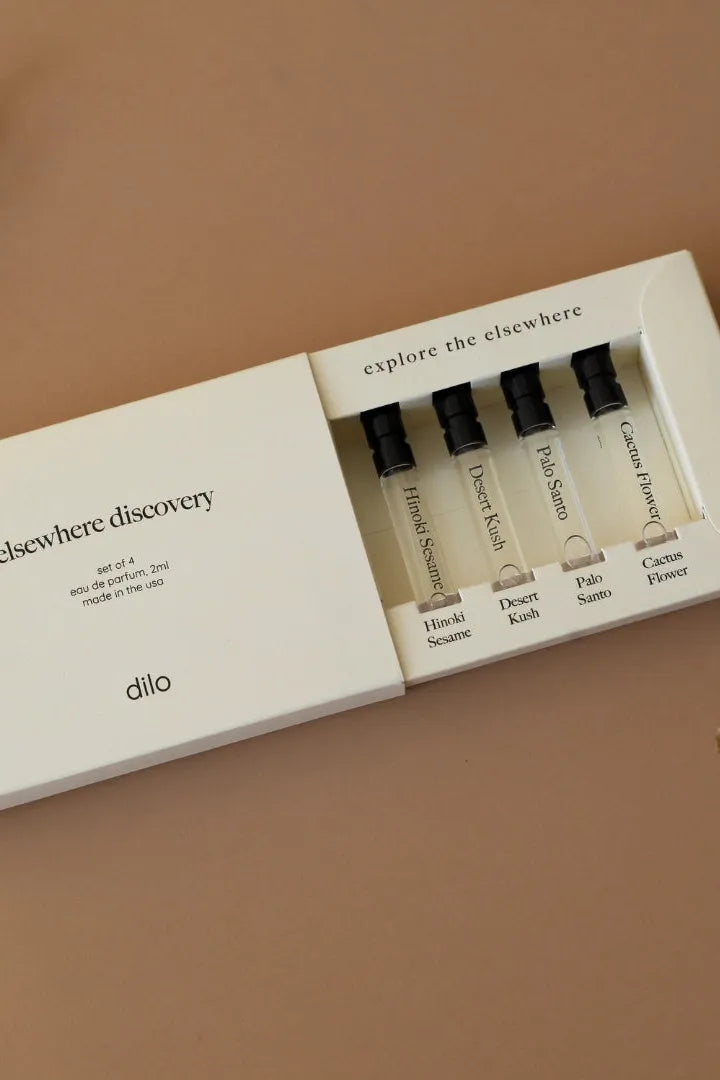 elsewhere discovery
set of 4
eau de parfum, 2ml
made in the usa
dilo
explore the elsewhere
Hinoki Sesame
Desert Kush
Palo Santo
Cactus Flower
Hinoki
Sesame
Desert
Kush
Palo
Santo
Cactus
Flower